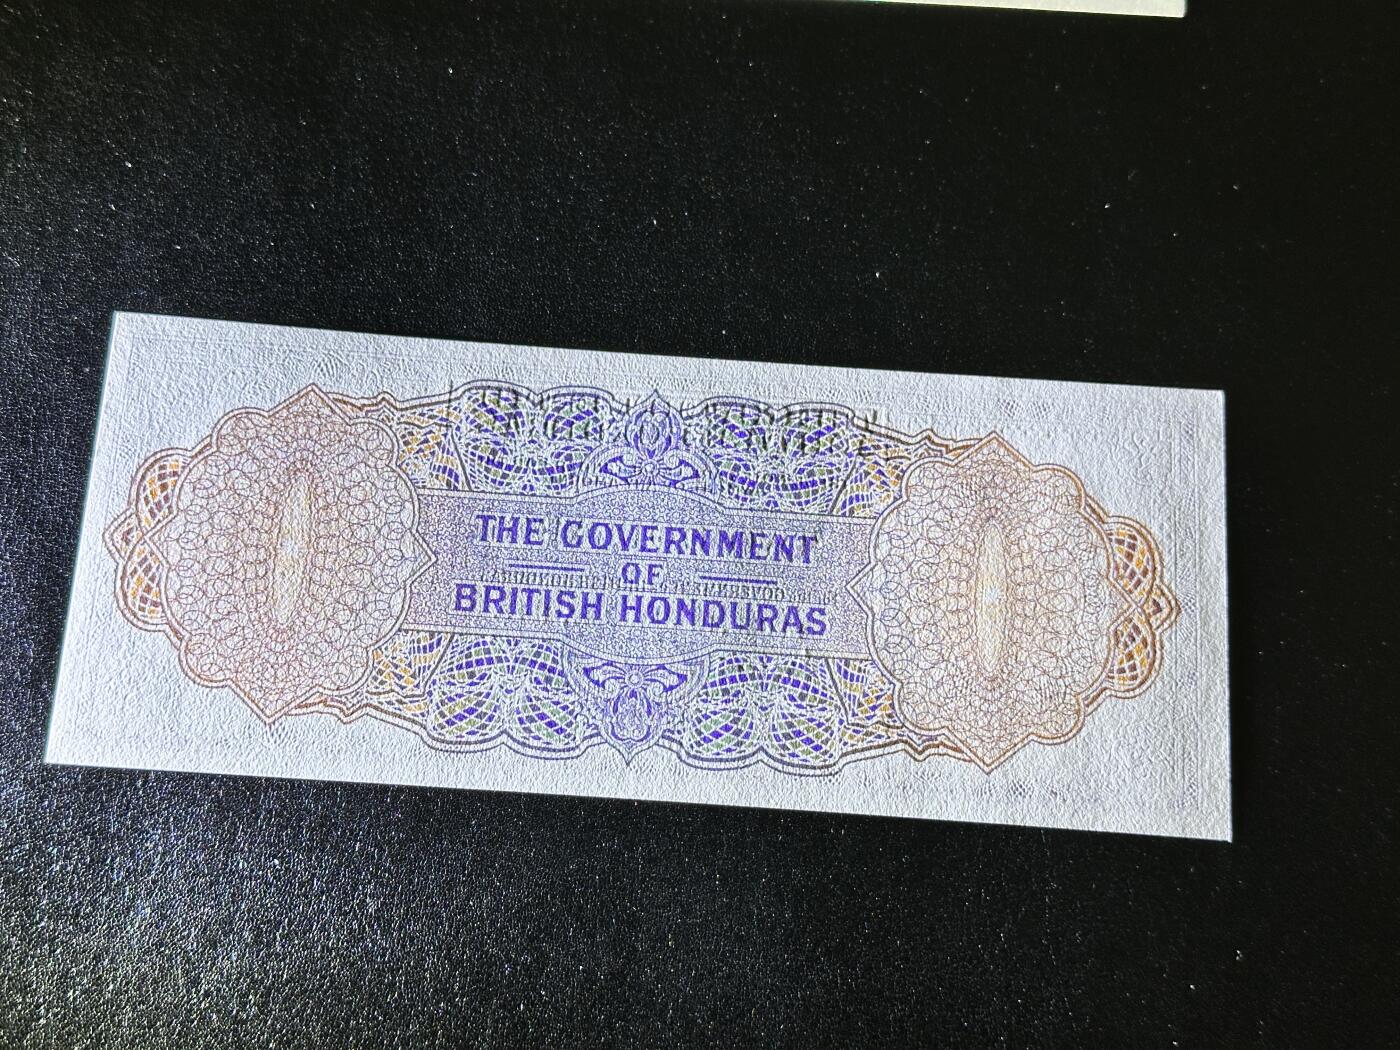 THE GOVERNMENT
OF
BRITISH HONDURAS